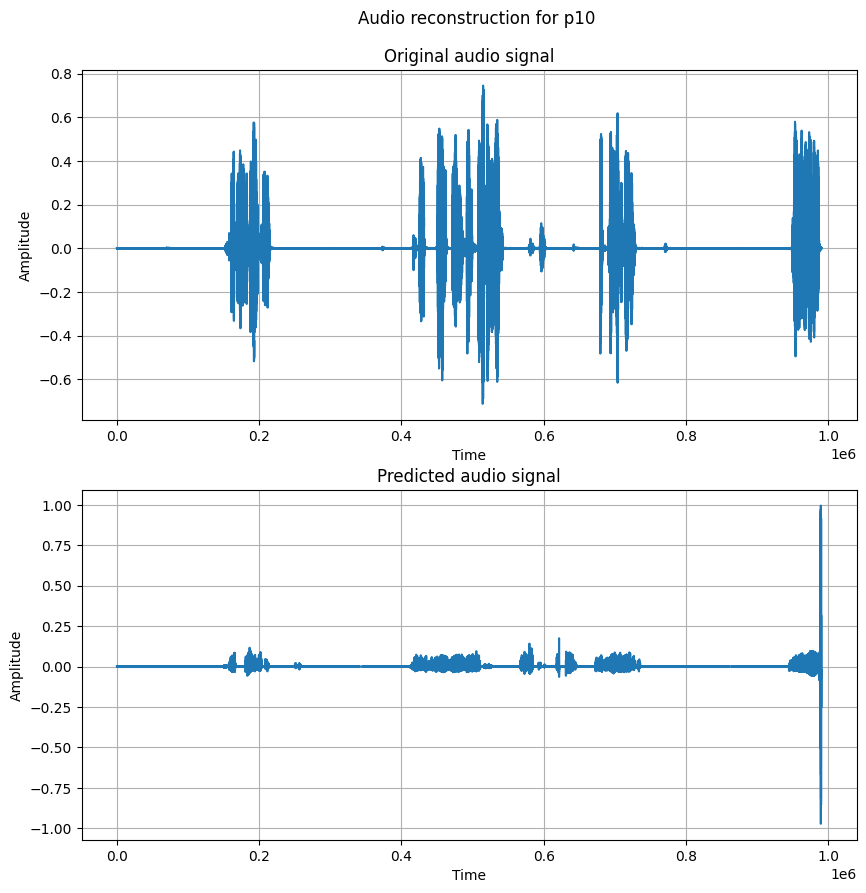 Audio reconstruction for p10
Original audio signal
0.8
0.6
0.4
0.2
0.0
−0.2
−0.4
−0.6
Amplitude
0.0 0.2 0.4 0.6 0.8 1.0
1e6
Time
Predicted audio signal
1.00
0.75
0.50
0.25
0.00
−0.25
−0.50
−0.75
−1.00
Amplitude
0.0 0.2 0.4 0.6 0.8 1.0
1e6
Time